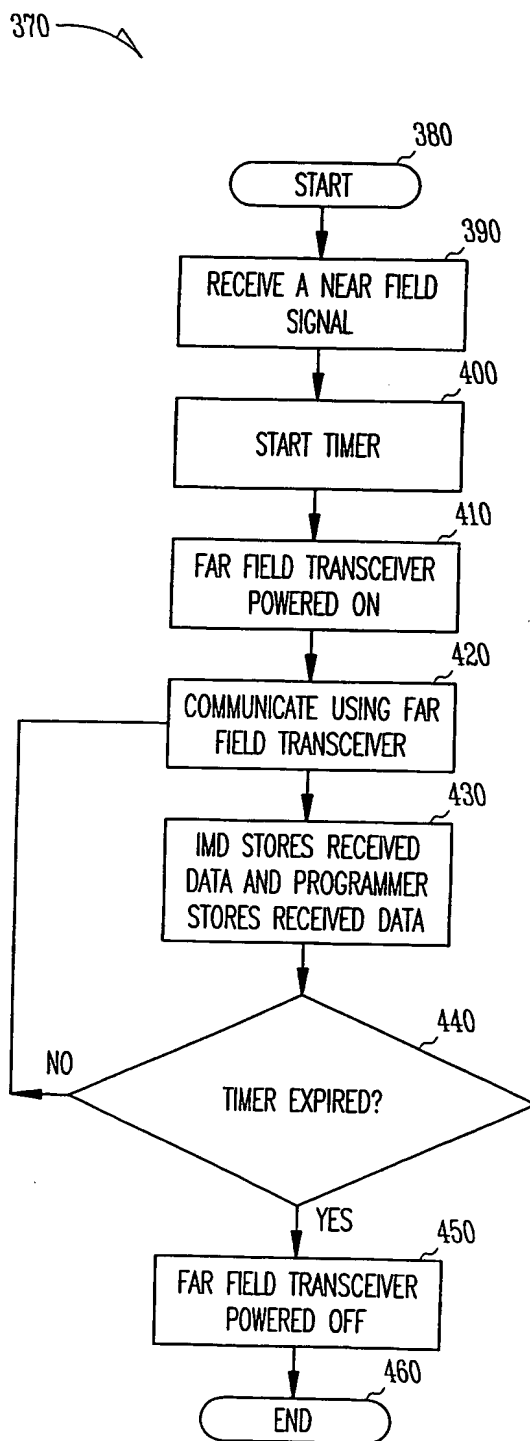 370
380
START
390
RECEIVE A NEAR FIELD
SIGNAL
400
START TIMER
410
FAR FIELD TRANSCEIVER
POWERED ON
420
COMMUNICATE USING FAR
FIELD TRANSCEIVER
430
IMD STORES RECEIVED
DATA AND PROGRAMMER
STORES RECEIVED DATA
440
NO
TIMER EXPIRED?
YES
450
FAR FIELD TRANSCEIVER
POWERED OFF
460
END